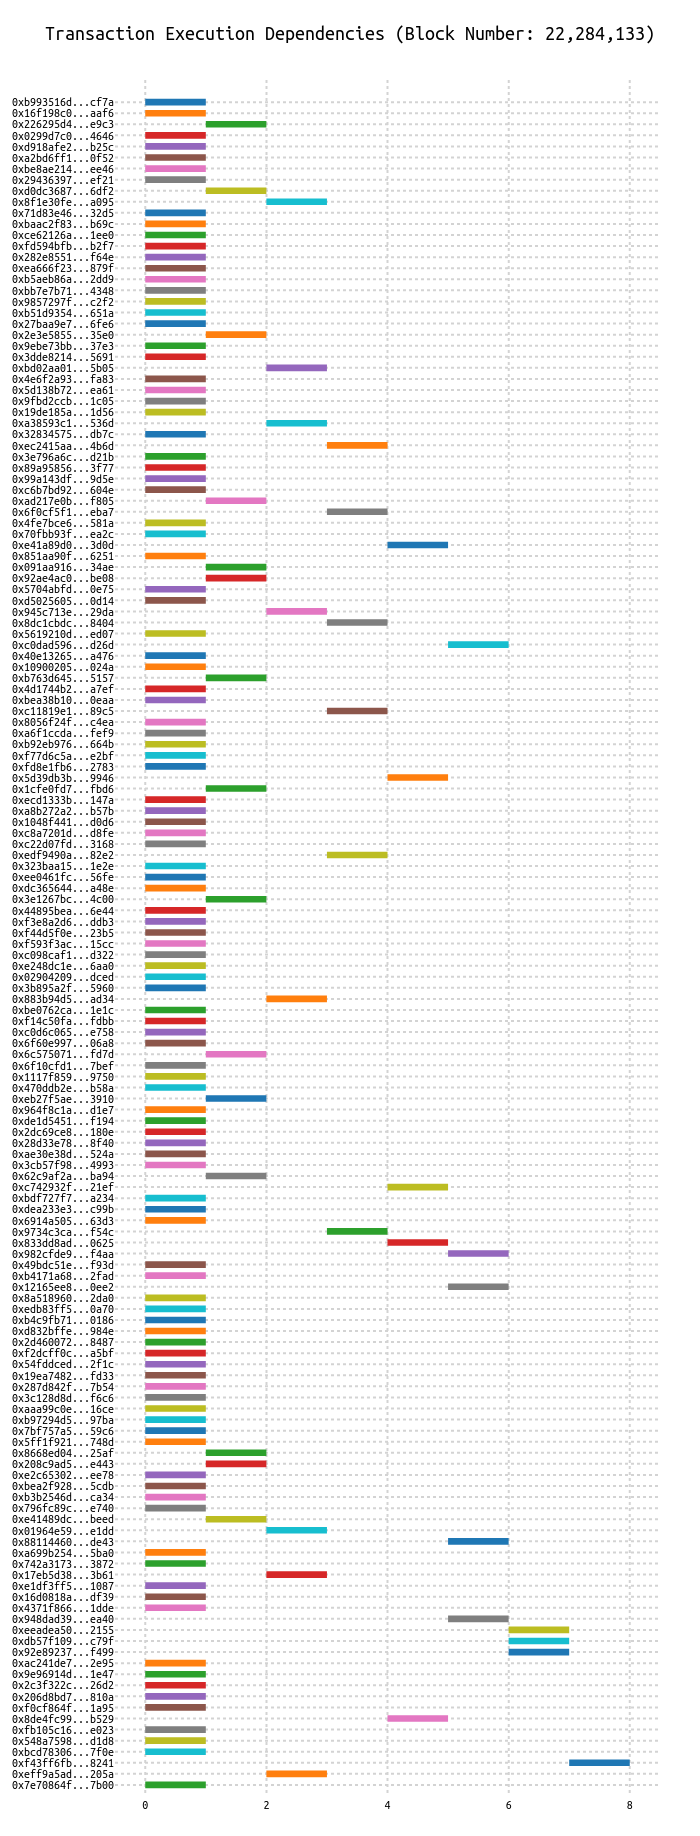 Transaction Execution Dependencies (Block Number: 22,284,133)
0xb993516d...cf7a
0x16f198c0...aaf6
0x226295d4...e9c3
0x0299d7c0...4646
0xd918afe2...b25c
0xa2bd6ff1...0f52
0xbe8ae214...ee46
0x29436397...ef21
0xd0dc3687...6df2
0x8f1e30fe...a095
0x71d83e46...32d5
0xbaac2f83...b69c
0xce62126a...1ee0
0xfd594bfb...b2f7
0x282e8551...f64e
0xea666f23...879f
0xb5aeb86a...2dd9
0xbb7e7b71...4348
0x9857297f...c2f2
0xb51d9354...651a
0x27baa9e7...6fe6
0x2e3e5855...35e0
0x9ebe73bb...37e3
0x3dde8214...5691
0xbd02aa01...5b05
0x4e6f2a93...fa83
0x5d138b72...ea61
0x9fbd2ccb...1c05
0x19de185a...1d56
0xa38593c1...536d
0x32834575...db7c
0xec2415aa...4b6d
0x3e796a6c...d21b
0x89a95856...3f77
0x99a143df...9d5e
0xc6b7bd92...604e
0xad217e0b...f805
0x6f0cf5f1...eba7
0x4fe7bce6...581a
0x70fbb93f...ea2c
0xe41a89d0...3d0d
0x851aa90f...6251
0x091aa916...34ae
0x92ae4ac0...be08
0x5704abfd...0e75
0xd5025605...0d14
0x945c713e...29da
0x8dc1cbdc...8404
0x5619210d...ed07
0xc0dad596...d26d
0x40e13265...a476
0x10900205...024a
0xb763d645...5157
0x4d1744b2...a7ef
0xbea38b10...0eaa
0xc11819e1...89c5
0x8056f24f...c4ea
0xa6f1ccda...fef9
0xb92eb976...664b
0xf77d6c5a...e2bf
0xfd8e1fb6...2783
0x5d39db3b...9946
0x1cfe0fd7...fbd6
0xecd1333b...147a
0xa8b272a2...b57b
0x1048f441...d0d6
0xc8a7201d...d8fe
0xc22d07fd...3168
0xedf9490a...82e2
0x323baa15...1e2e
0xee0461fc...56fe
0xdc365644...a48e
0x3e1267bc...4c00
0x44895bea...6e44
0xf3e8a2d6...ddb3
0xf44d5f0e...23b5
0xf593f3ac...15cc
0xc098caf1...d322
0xe248dc1e...6aa0
0x02904209...dced
0x3b895a2f...5960
0x883b94d5...ad34
0xbe0762ca...1e1c
0xf14c50fa...fdbb
0xc0d6c065...e758
0x6f60e997...06a8
0x6c575071...fd7d
0x6f10cfd1...7bef
0x1117f859...9750
0x470ddb2e...b58a
0xeb27f5ae...3910
0x964f8c1a...d1e7
0xde1d5451...f194
0x2dc69ce8...180e
0x28d33e78...8f40
0xae30e38d...524a
0x3cb57f98...4993
0x62c9af2a...ba94
0xc742932f...21ef
0xbdf727f7...a234
0xdea233e3...c99b
0x6914a505...63d3
0x9734c3ca...f54c
0x833dd8ad...0625
0x982cfde9...f4aa
0x49bdc51e...f93d
0xb4171a68...2fad
0x12165ee8...0ee2
0x8a518960...2da0
0xedb83ff5...0a70
0xb4c9fb71...0186
0xd832bffe...984e
0x2d460072...8487
0xf2dcff0c...a5bf
0x54fddced...2f1c
0x19ea7482...fd33
0x287d842f...7b54
0x3c128d8d...f6c6
0xaaa99c0e...16ce
0xb97294d5...97ba
0x7bf757a5...59c6
0x5ff1f921...748d
0x8668ed04...25af
0x208c9ad5...e443
0xe2c65302...ee78
0xbea2f928...5cdb
0xb3b2546d...ca34
0x796fc89c...e740
0xe41489dc...beed
0x01964e59...e1dd
0x88114460...de43
0xa699b254...5ba0
0x742a3173...3872
0x17eb5d38...3b61
0xe1df3ff5...1087
0x16d0818a...df39
0x4371f866...1dde
0x948dad39...ea40
0xeeadea50...2155
0xdb57f109...c79f
0x92e89237...f499
0xac241de7...2e95
0x9e96914d...1e47
0x2c3f322c...26d2
0x206d8bd7...810a
0xf0cf864f...1a95
0x8de4fc99...b529
0xfb105c16...e023
0x548a7598...d1d8
0xbcd78306...7f0e
0xf43ff6fb...8241
0xeff9a5ad...205a
0x7e70864f...7b00
0 2 4 6 8